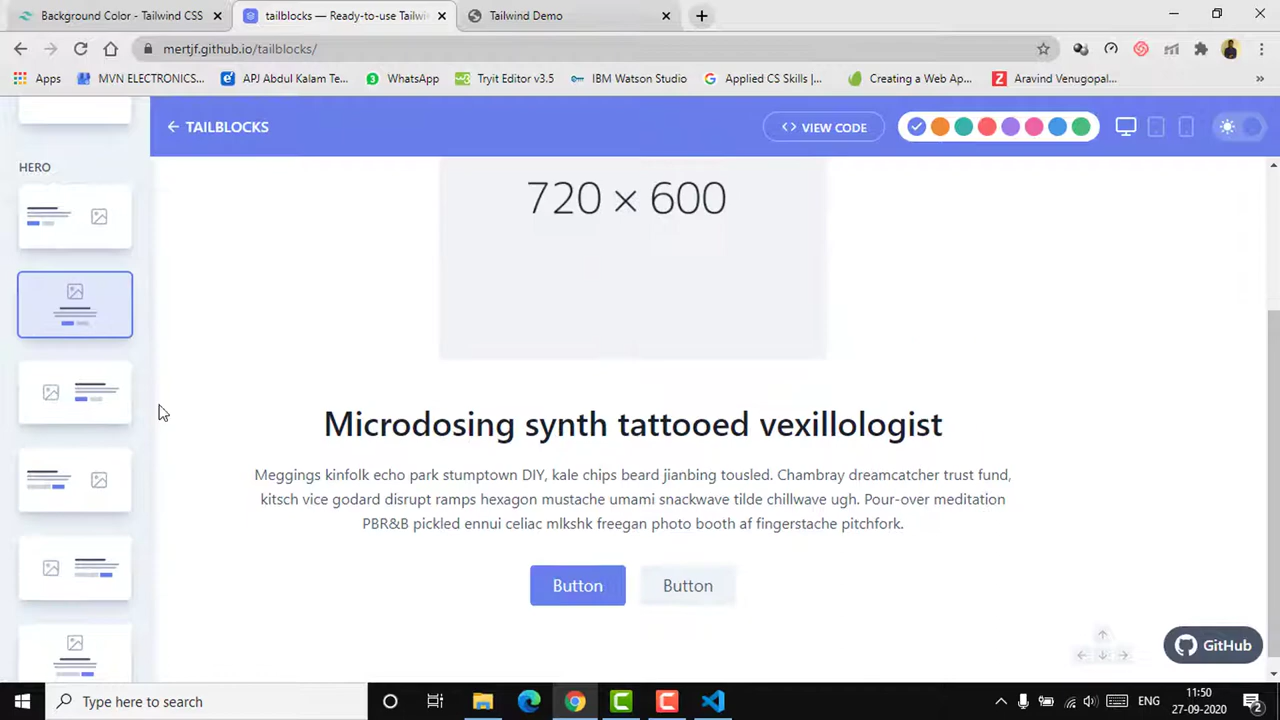 Background Color - Tailwind CSS
tailblocks — Ready-to-use Tailwi
Tailwind Demo
mertjf.github.io/tailblocks/
Apps
MVN ELECTRONICS...
APJ Abdul Kalam Te...
WhatsApp
Tryit Editor v3.5
IBM Watson Studio
Applied CS Skills |...
Creating a Web Ap...
Aravind Venugopal...
»
TAILBLOCKS
VIEW CODE
HERO
720 × 600
Microdosing synth tattooed vexillologist
Meggings kinfolk echo park stumptown DIY, kale chips beard jianbing tousled. Chambray dreamcatcher trust fund,
kitsch vice godard disrupt ramps hexagon mustache umami snackwave tilde chillwave ugh. Pour-over meditation
PBR&B pickled ennui celiac mlkshk freegan photo booth af fingerstache pitchfork.
Button
Button
GitHub
Type here to search
ENG
11:50
27-09-2020
2